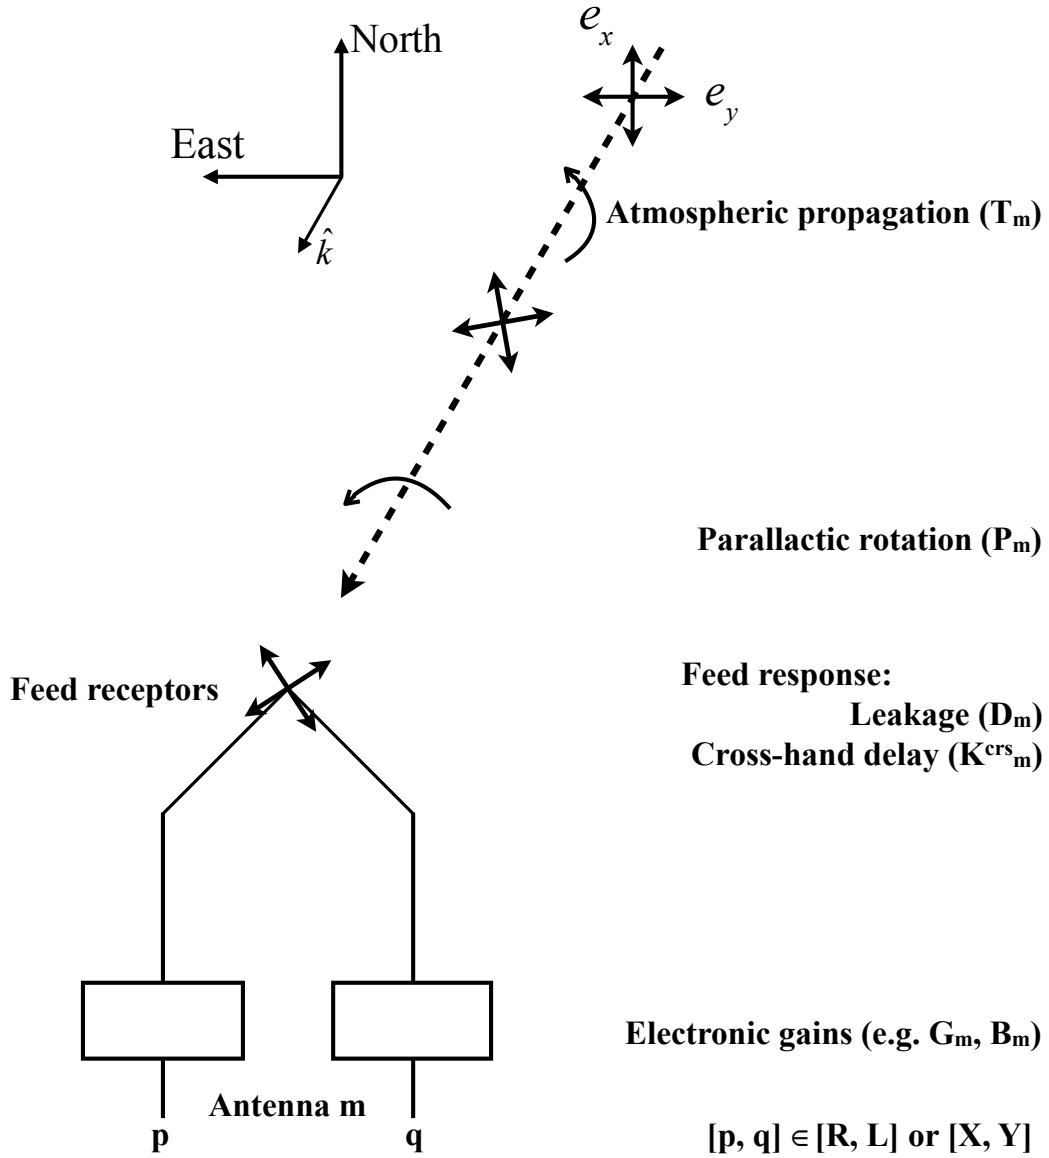 e_x
North
e_y
East
Atmospheric propagation (T_m)
k̂
Parallactic rotation (P_m)
Feed receptors
Feed response:
Leakage (D_m)
Cross-hand delay (K^crs_m)
Electronic gains (e.g. G_m, B_m)
Antenna m
p
q
[p, q] ∈ [R, L] or [X, Y]